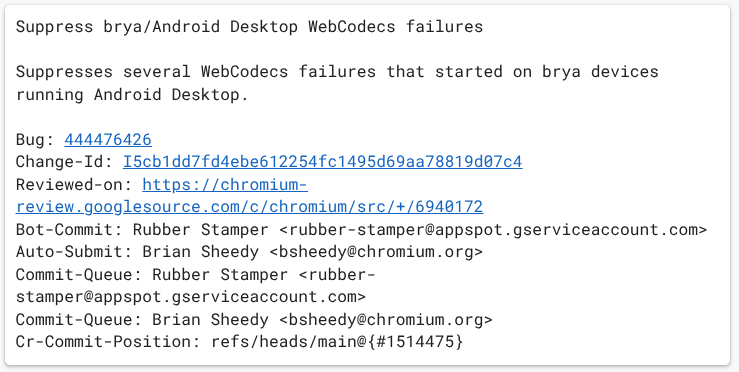 Suppress brya/Android Desktop WebCodecs failures
Suppresses several WebCodecs failures that started on brya devices
running Android Desktop.
Bug: 444476426
Change-Id: I5cb1dd7fd4ebe612254fc1495d69aa78819d07c4
Reviewed-on: https://chromium-
review.googlesource.com/c/chromium/src/+/6940172
Bot-Commit: Rubber Stamper <rubber-stamper@appspot.gserviceaccount.com>
Auto-Submit: Brian Sheedy <bsheedy@chromium.org>
Commit-Queue: Rubber Stamper <rubber-
stamper@appspot.gserviceaccount.com>
Commit-Queue: Brian Sheedy <bsheedy@chromium.org>
Cr-Commit-Position: refs/heads/main@{#1514475}